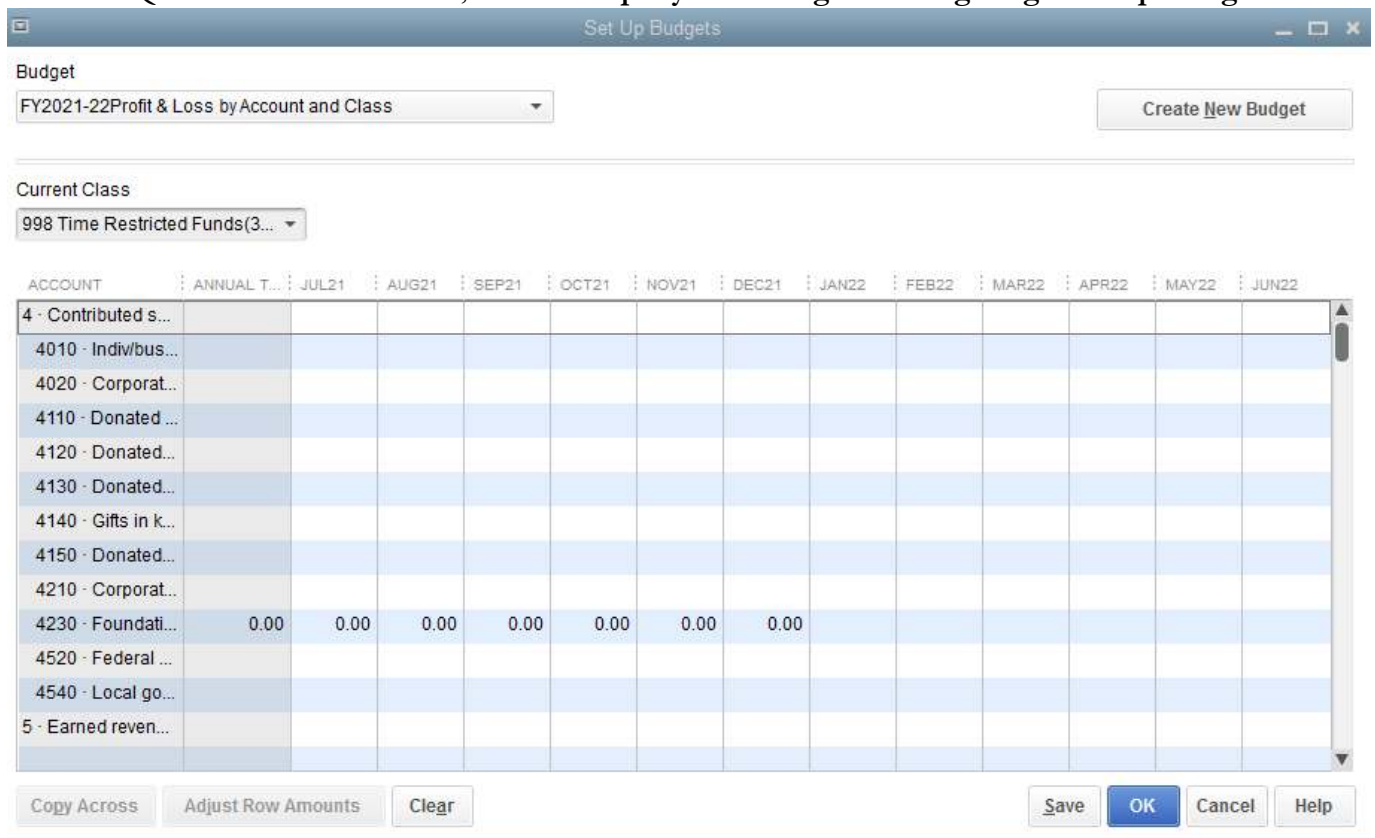 Set Up Budgets
Budget
FY2021-22Profit & Loss by Account and Class
Create New Budget
Current Class
998 Time Restricted Funds(3...
ACCOUNT ANNUAL T... JUL21 AUG21 SEP21 OCT21 NOV21 DEC21 JAN22 FEB22 MAR22 APR22 MAY22 JUN22
4 · Contributed s...
4010 · Indiv/bus...
4020 · Corporat...
4110 · Donated ...
4120 · Donated...
4130 · Donated...
4140 · Gifts in k...
4150 · Donated...
4210 · Corporat...
4230 · Foundati... 0.00 0.00 0.00 0.00 0.00 0.00 0.00
4520 · Federal ...
4540 · Local go...
5 · Earned reven...
Copy Across Adjust Row Amounts Clear Save OK Cancel Help